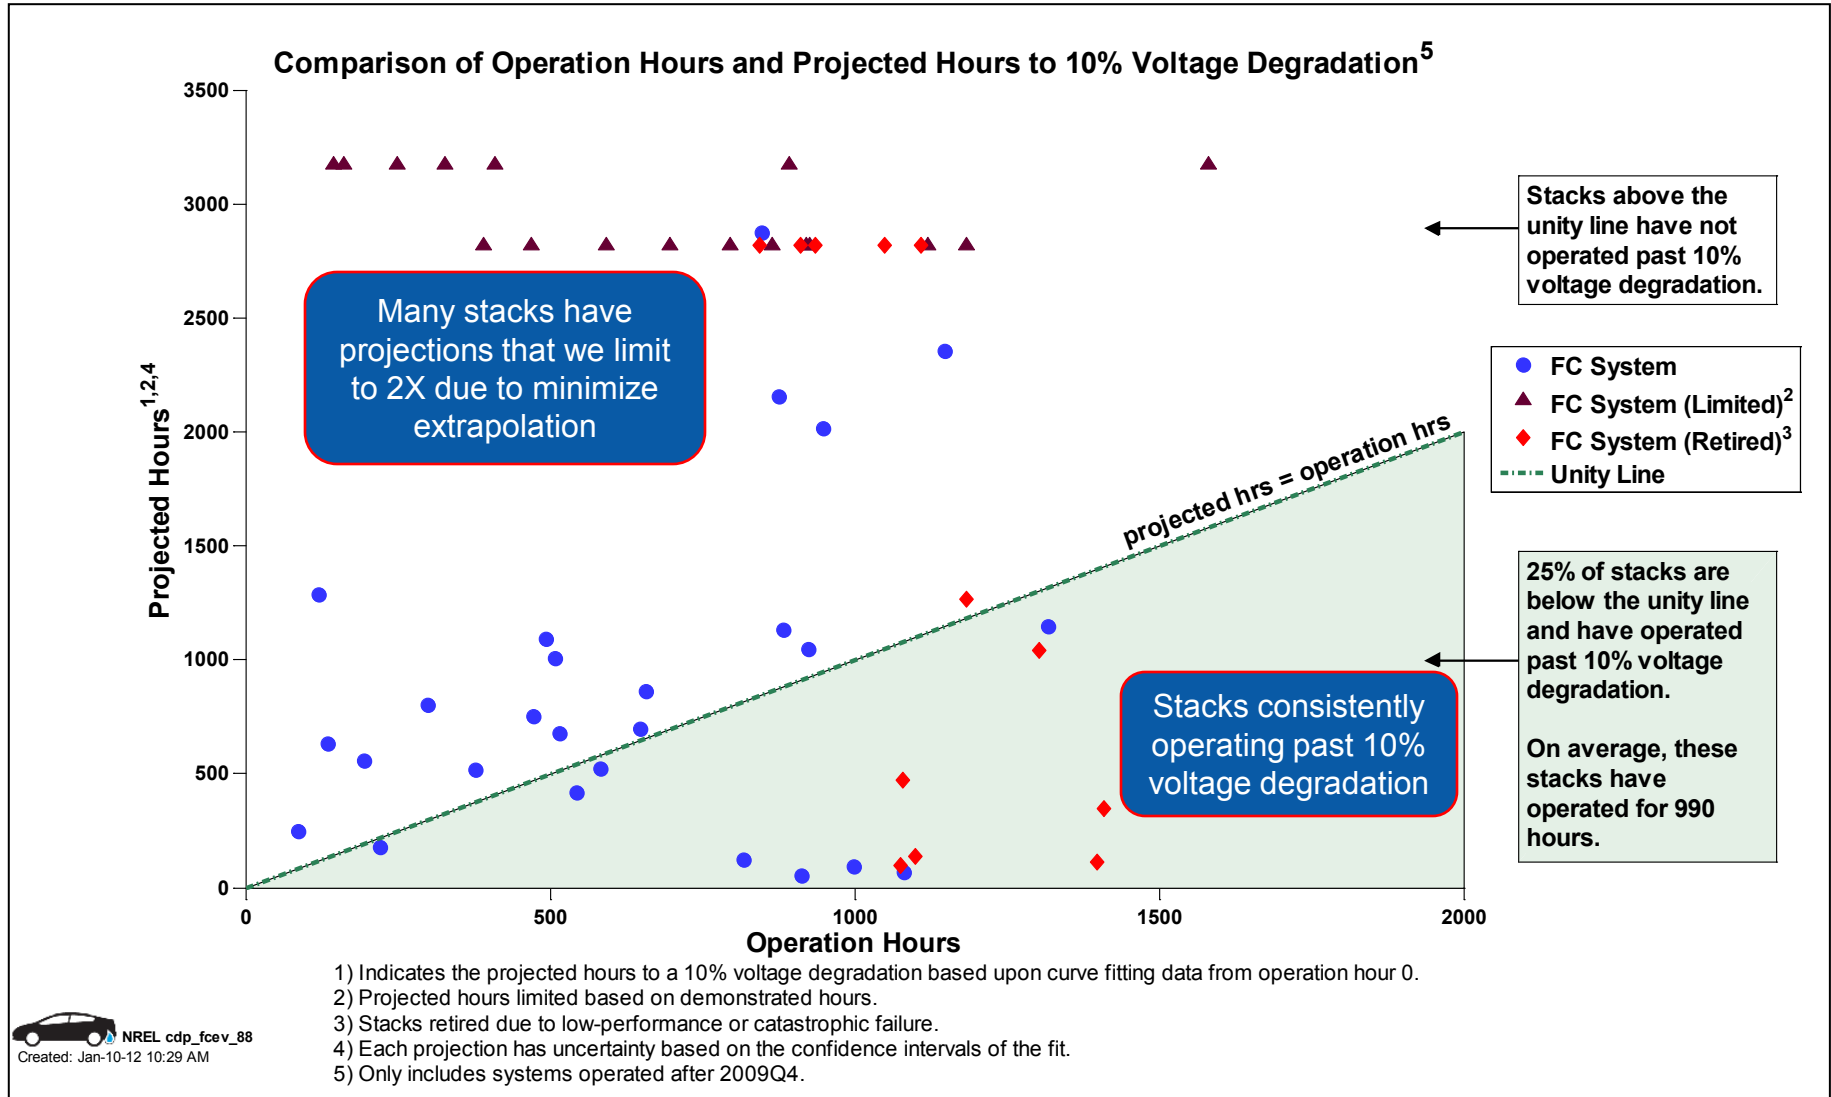 Comparison of Operation Hours and Projected Hours to 10% Voltage Degradation5
3500
3000
2500
2000
1500
1000
500
0
Projected Hours1,2,4
0
500
1000
1500
2000
Operation Hours
Many stacks have
projections that we limit
to 2X due to minimize
extrapolation
projected hrs = operation hrs
Stacks consistently
operating past 10%
voltage degradation
Stacks above the
unity line have not
operated past 10%
voltage degradation.
FC System
FC System (Limited)2
FC System (Retired)3
Unity Line
25% of stacks are
below the unity line
and have operated
past 10% voltage
degradation.
On average, these
stacks have
operated for 990
hours.
1) Indicates the projected hours to a 10% voltage degradation based upon curve fitting data from operation hour 0.
2) Projected hours limited based on demonstrated hours.
3) Stacks retired due to low-performance or catastrophic failure.
4) Each projection has uncertainty based on the confidence intervals of the fit.
5) Only includes systems operated after 2009Q4.
NREL cdp_fcev_88
Created: Jan-10-12 10:29 AM